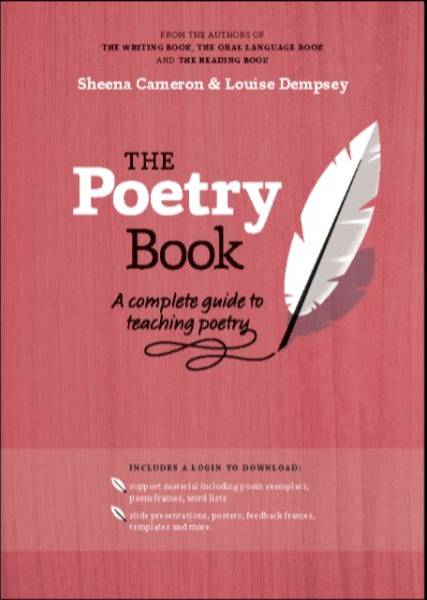 FROM THE AUTHORS OF
THE WRITING BOOK, THE ORAL LANGUAGE BOOK
AND THE READING BOOK
Sheena Cameron & Louise Dempsey
THE
Poetry
Book
A complete guide to
teaching poetry
INCLUDES A LOGIN TO DOWNLOAD:
support material including poem exemplars,
poem frames, word lists
slide presentations, posters, feedback frames,
templates and more.